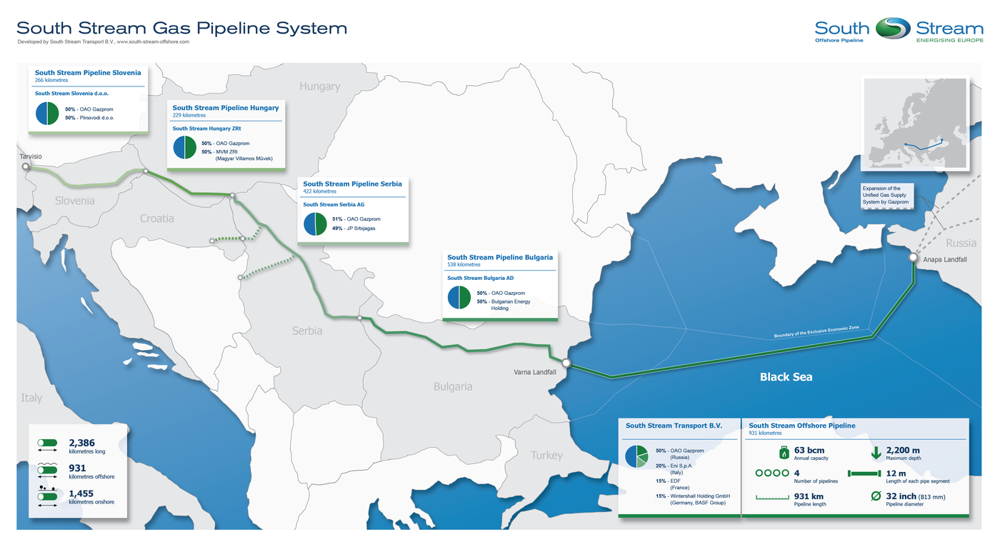 South Stream Gas Pipeline System
Developed by South Stream Transport B.V., www.south-stream-offshore.com
South Stream
Offshore Pipeline
ENERGISING EUROPE
South Stream Pipeline Slovenia
266 kilometres
South Stream Slovenia d.o.o.
50% - OAO Gazprom
50% - Plinovodi d.o.o.
Hungary
South Stream Pipeline Hungary
229 kilometres
South Stream Hungary ZRt
50% - OAO Gazprom
50% - MVM ZRt
(Magyar Villamos Művek)
Tarvisio
Slovenia
Croatia
South Stream Pipeline Serbia
422 kilometres
South Stream Serbia AG
51% - OAO Gazprom
49% - JP Srbijagas
Expansion of the
Unified Gas Supply
System by Gazprom
Russia
Anapa Landfall
South Stream Pipeline Bulgaria
538 kilometres
South Stream Bulgaria AD
50% - OAO Gazprom
50% - Bulgarian Energy
Holding
Serbia
Boundary of the Exclusive Economic Zone
Varna Landfall
Black Sea
Bulgaria
Italy
Turkey
2,386
kilometres long
931
kilometres offshore
1,455
kilometres onshore
South Stream Transport B.V.
50% - OAO Gazprom
(Russia)
20% - Eni S.p.A.
(Italy)
15% - EDF
(France)
15% - Wintershall Holding GmbH
(Germany, BASF Group)
South Stream Offshore Pipeline
931 kilometres
63 bcm
Annual capacity
2,200 m
Maximum depth
4
Number of pipelines
12 m
Length of each pipe segment
931 km
Pipeline length
32 inch (813 mm)
Pipeline diameter